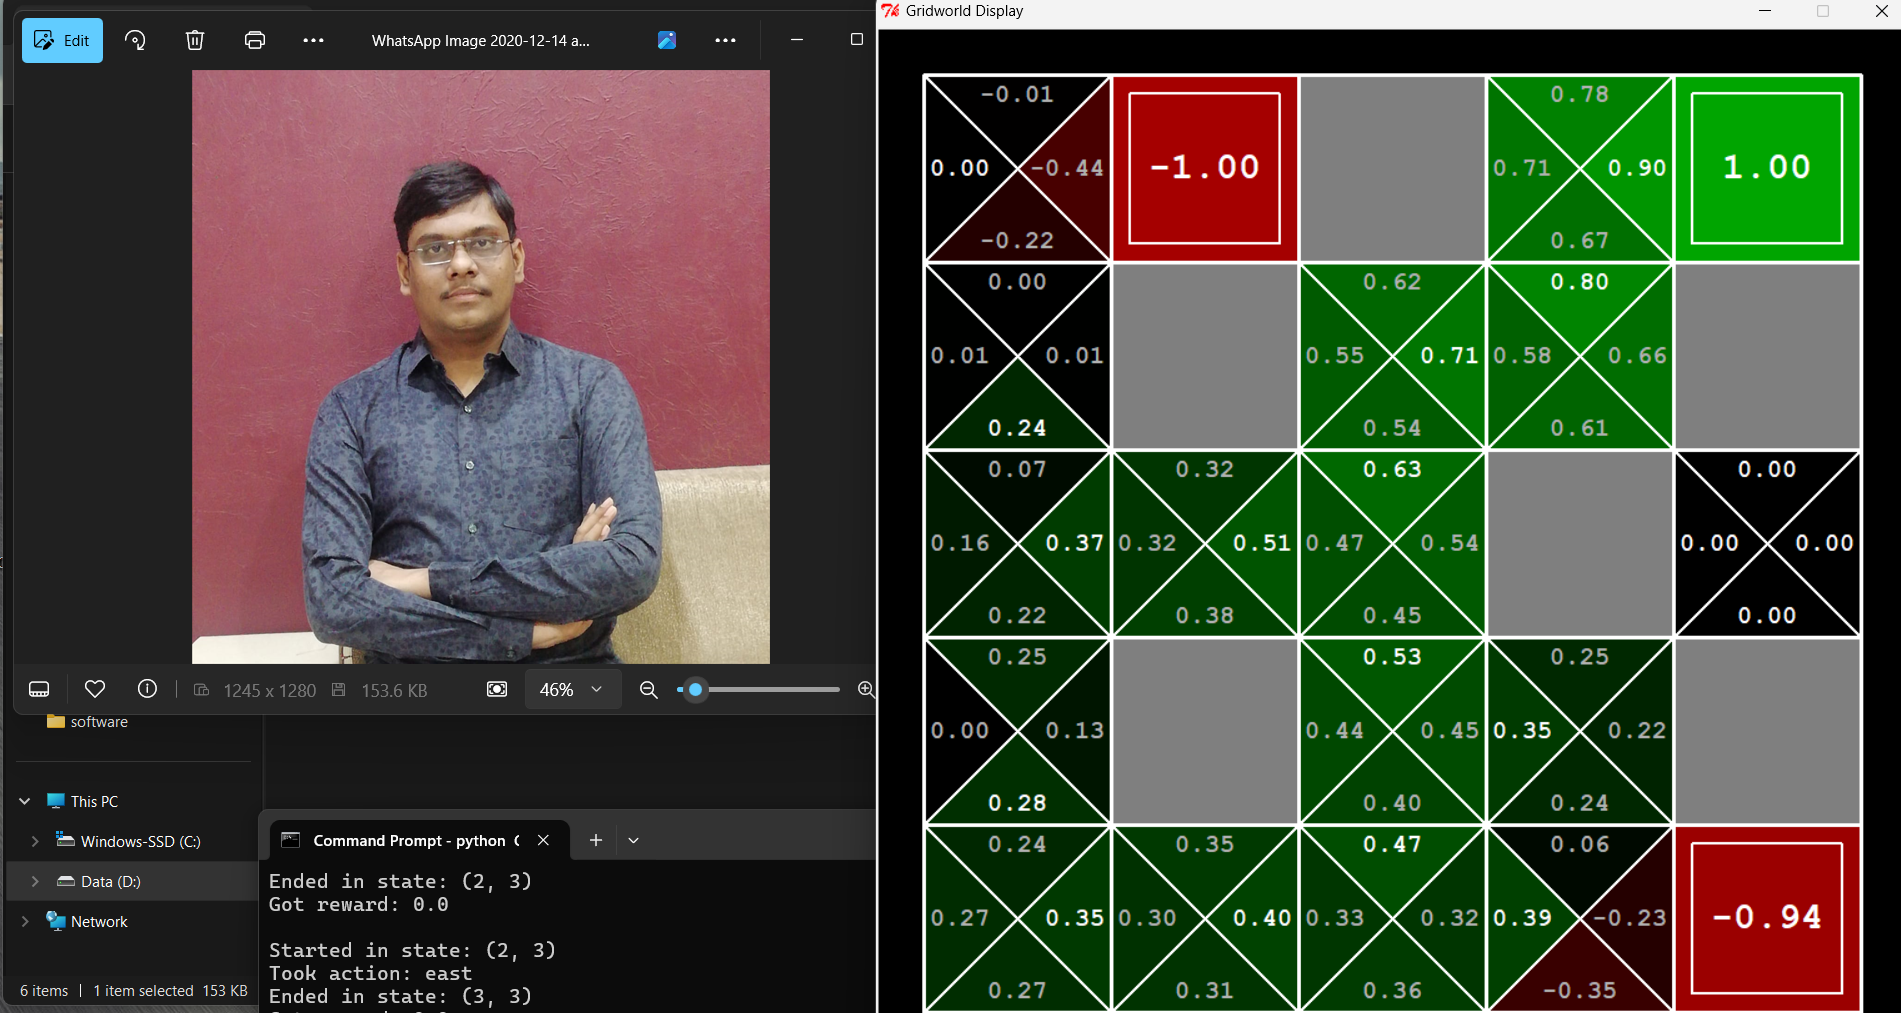 Edit
WhatsApp Image 2020-12-14 a...
1245 x 1280
153.6 KB
46%
software
This PC
Windows-SSD (C:)
Data (D:)
Network
6 items
1 item selected 153 KB
Command Prompt - python
Ended in state: (2, 3)
Got reward: 0.0
Started in state: (2, 3)
Took action: east
Ended in state: (3, 3)
Gridworld Display
-0.01
0.78
0.00 -0.44 -1.00 0.71 0.90 1.00
-0.22 0.67
0.00 0.62 0.80
0.01 0.01 0.55 0.71 0.58 0.66
0.24 0.54 0.61
0.07 0.32 0.63 0.00
0.16 0.37 0.32 0.51 0.47 0.54 0.00 0.00
0.22 0.38 0.45 0.00
0.25 0.53 0.25
0.00 0.13 0.44 0.45 0.35 0.22
0.28 0.40 0.24
0.24 0.35 0.47 0.06
0.27 0.35 0.30 0.40 0.33 0.32 0.39 -0.23 -0.94
0.27 0.31 0.36 -0.35